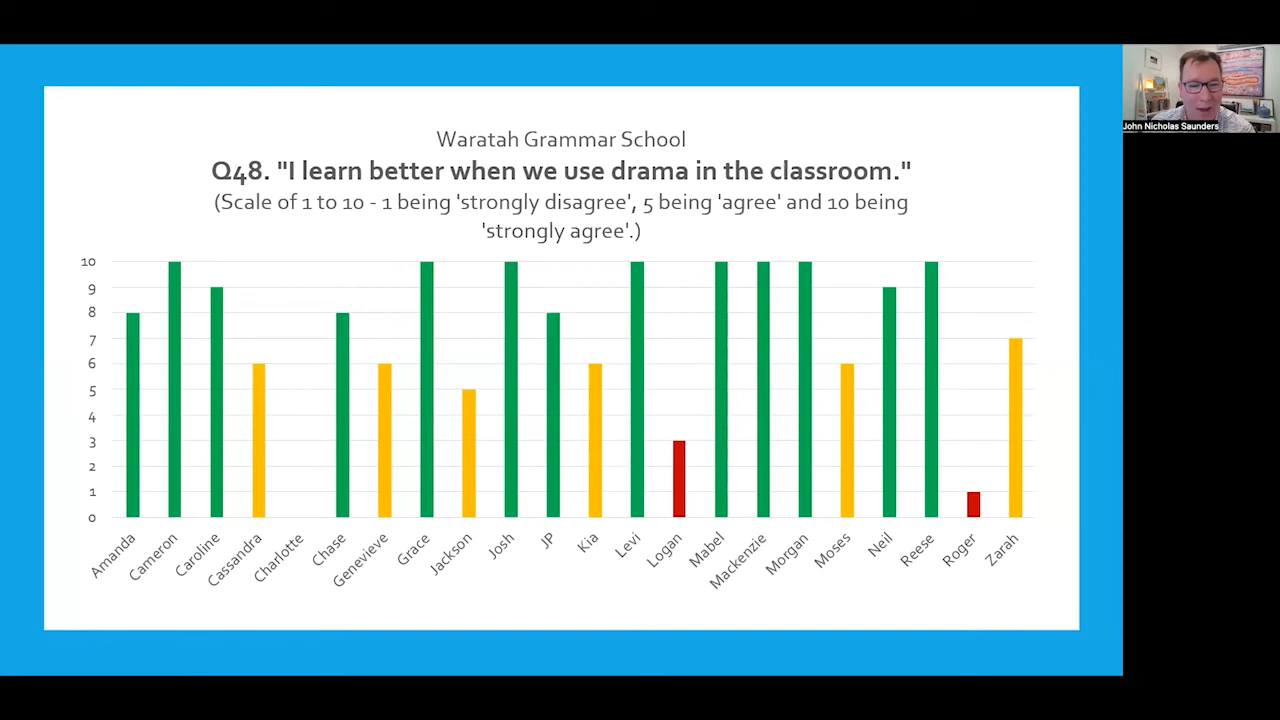 Waratah Grammar School
Q48. "I learn better when we use drama in the classroom."
(Scale of 1 to 10 - 1 being 'strongly disagree', 5 being 'agree' and 10 being
'strongly agree'.)
10
9
8
7
6
5
4
3
2
1
0
Amanda
Cameron
Caroline
Cassandra
Charlotte
Chase
Genevieve
Grace
Jackson
Josh
JP
Kia
Levi
Logan
Mabel
Mackenzie
Morgan
Moses
Neil
Reese
Roger
Zarah
John Nicholas Saunders